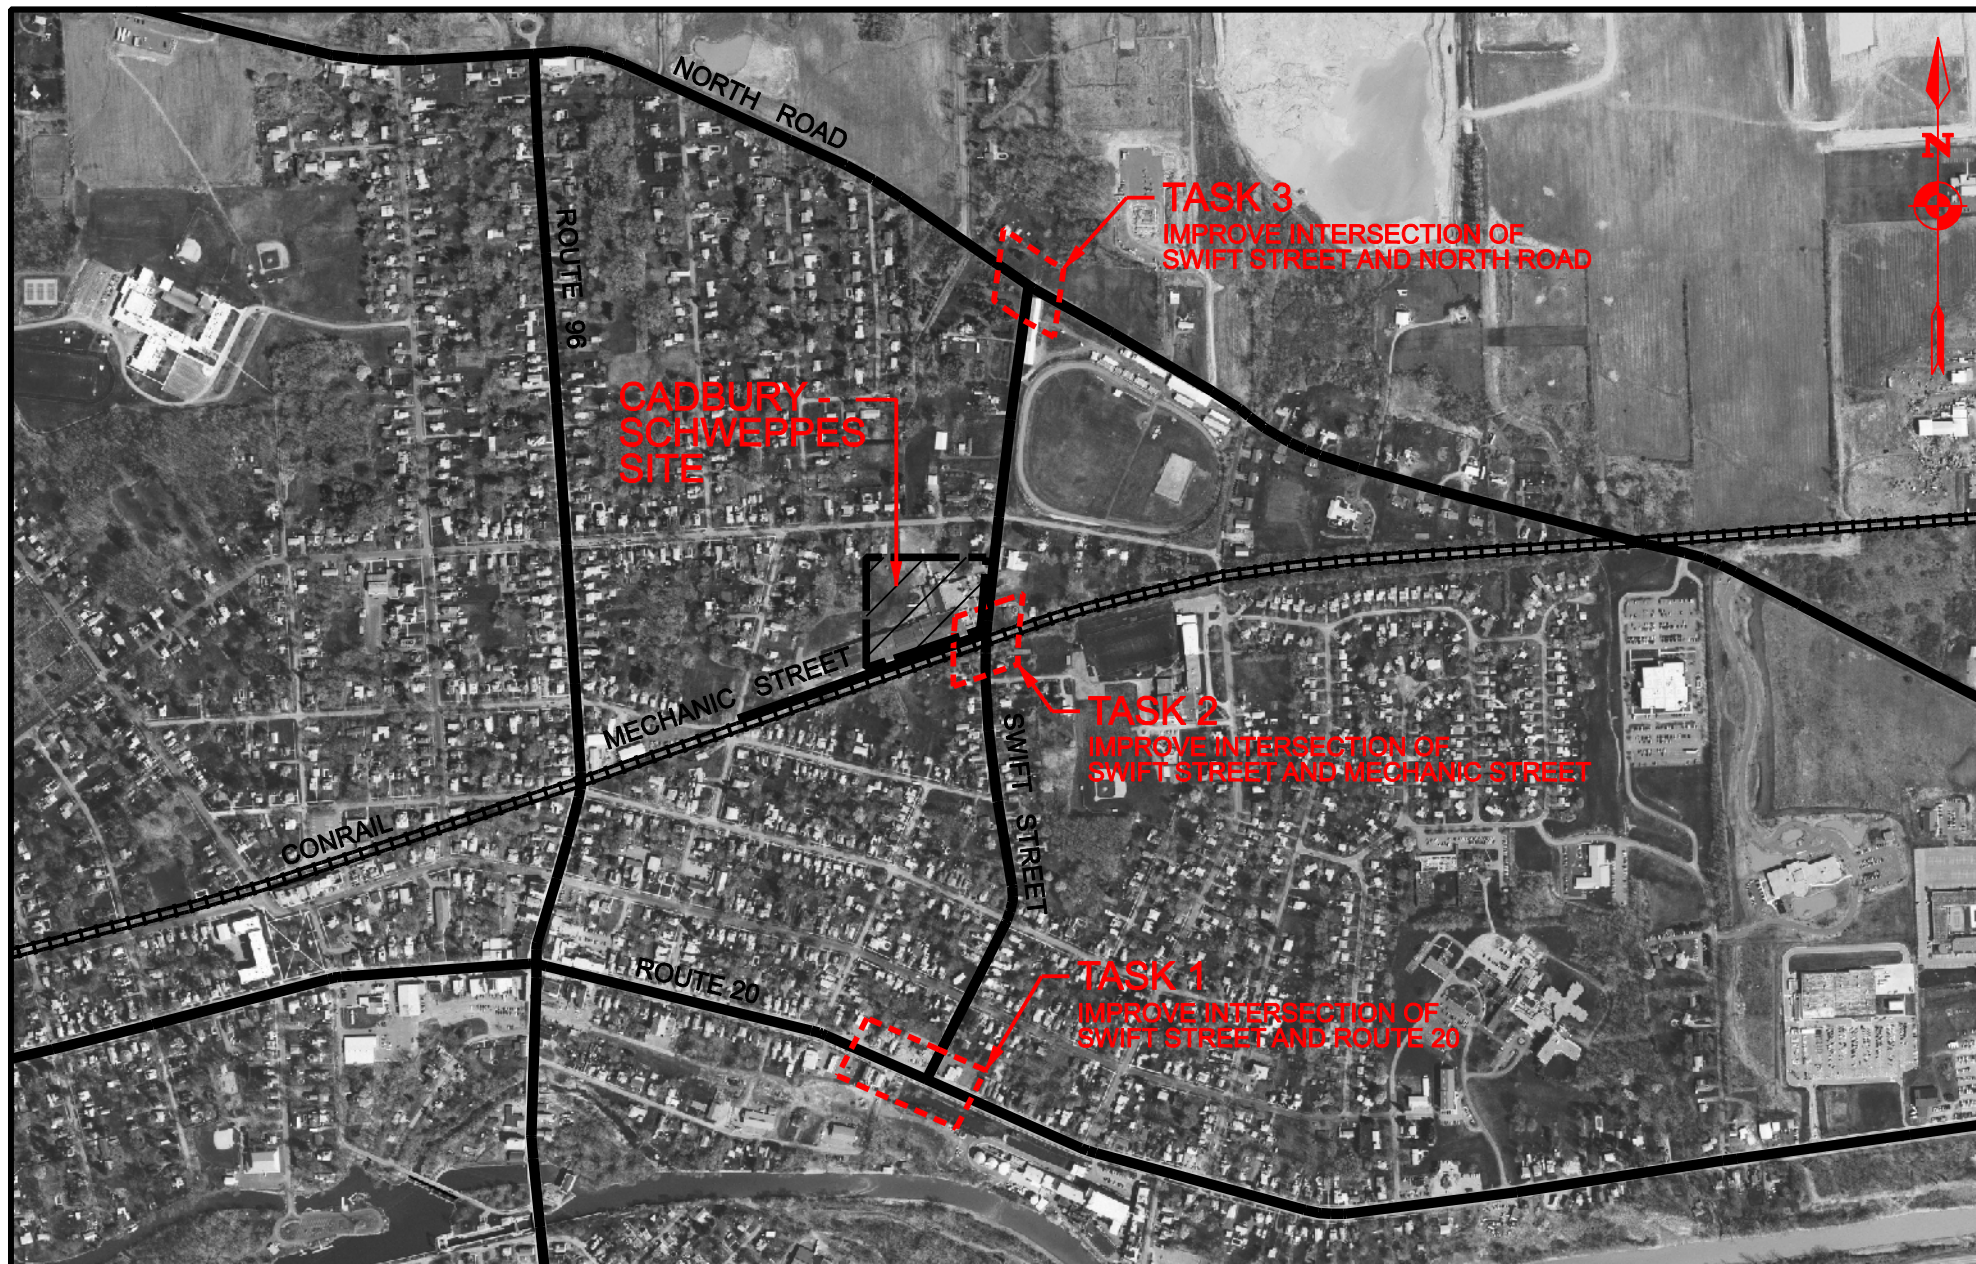 NORTH ROAD
N
TASK 3
IMPROVE INTERSECTION OF
SWIFT STREET AND NORTH ROAD
ROUTE 96
CADBURY
SCHWEPPES
SITE
MECHANIC STREET
TASK 2
IMPROVE INTERSECTION OF
SWIFT STREET AND MECHANIC STREET
SWIFT STREET
CONRAIL
ROUTE 20
TASK 1
IMPROVE INTERSECTION OF
SWIFT STREET AND ROUTE 20